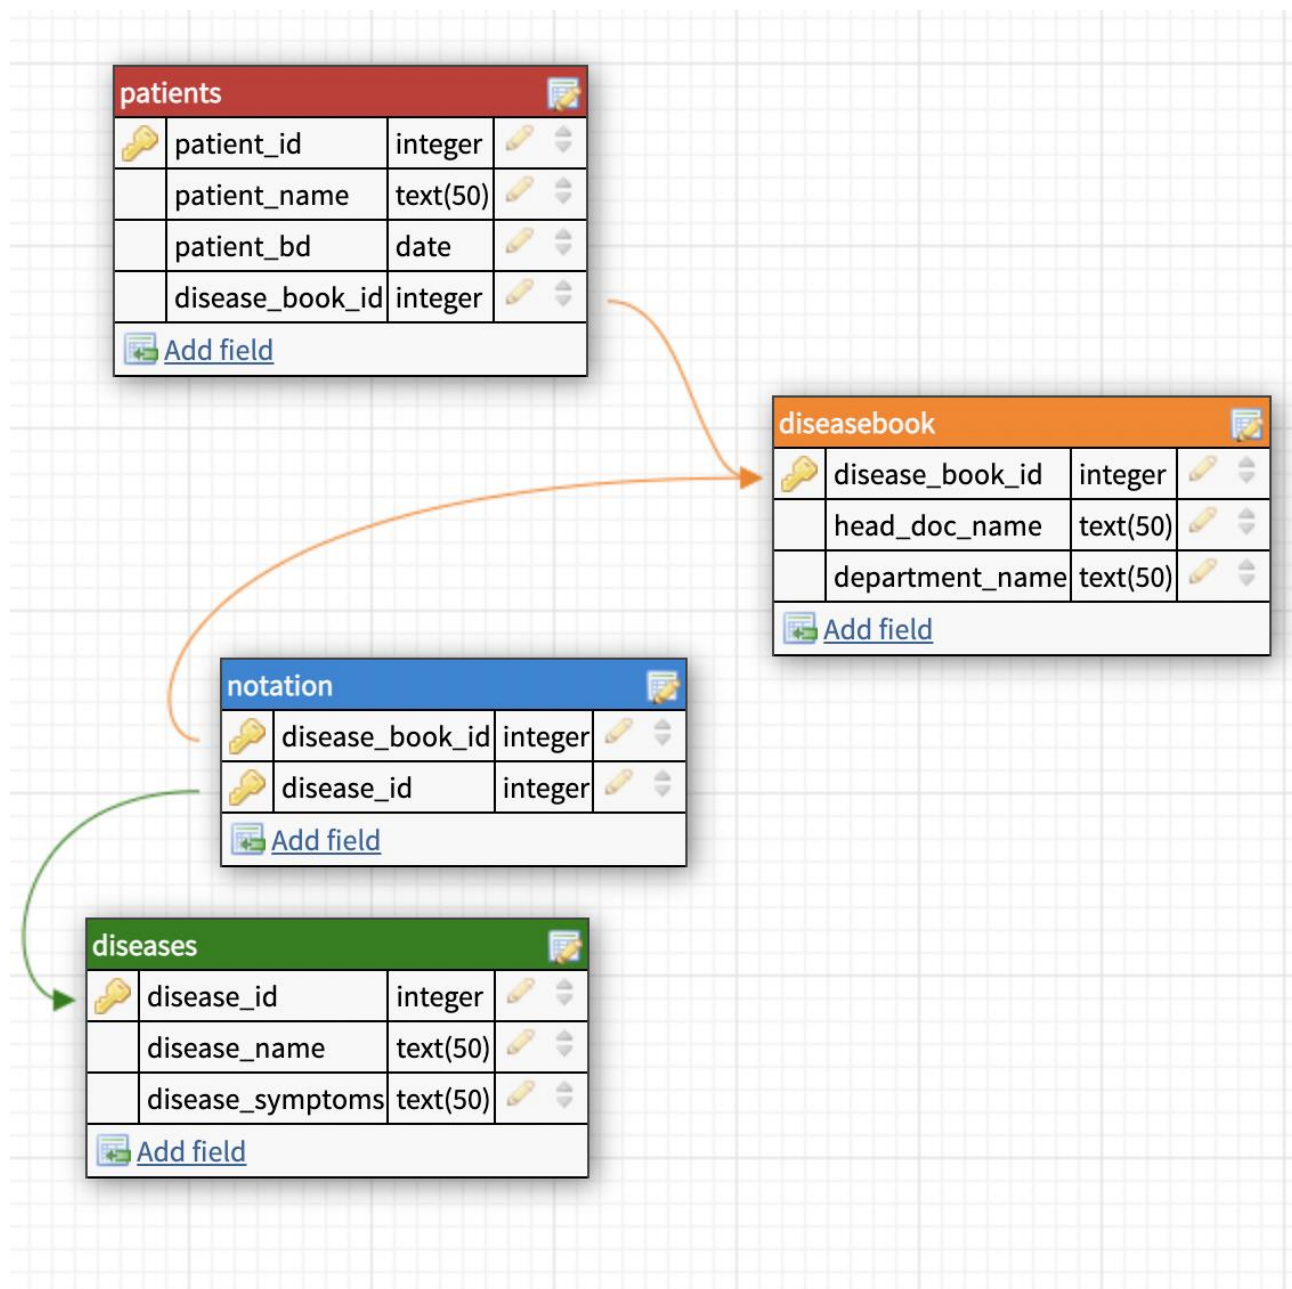 patients
patient_id integer
patient_name text(50)
patient_bd date
disease_book_id integer
Add field
diseasebook
disease_book_id integer
head_doc_name text(50)
department_name text(50)
Add field
notation
disease_book_id integer
disease_id integer
Add field
diseases
disease_id integer
disease_name text(50)
disease_symptoms text(50)
Add field